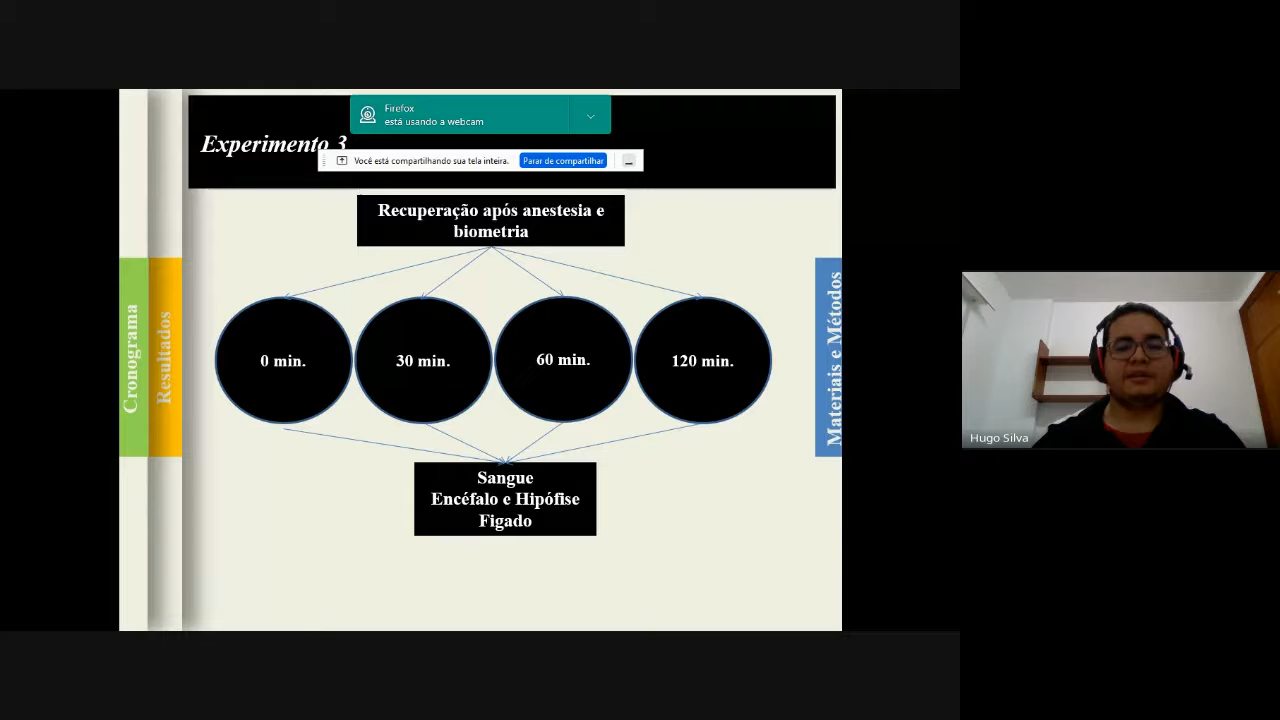 Firefox
está usando a webcam
Experimento 3
Você está compartilhando sua tela inteira.
Parar de compartilhar
Recuperação após anestesia e
biometria
Cronograma
Resultados
0 min.
30 min.
60 min.
120 min.
Materiais e Métodos
Sangue
Encéfalo e Hipófise
Figado
Hugo Silva